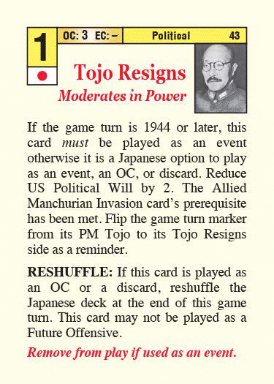 1 OC: 3 EC: – Political 43
Tojo Resigns
Moderates in Power
If the game turn is 1944 or later, this
card must be played as an event
otherwise it is a Japanese option to play
as an event, an OC, or discard. Reduce
US Political Will by 2. The Allied
Manchurian Invasion card's prerequisite
has been met. Flip the game turn marker
from its PM Tojo to its Tojo Resigns
side as a reminder.
RESHUFFLE: If this card is played as
an OC or a discard, reshuffle the
Japanese deck at the end of this game
turn. This card may not be played as a
Future Offensive.
Remove from play if used as an event.